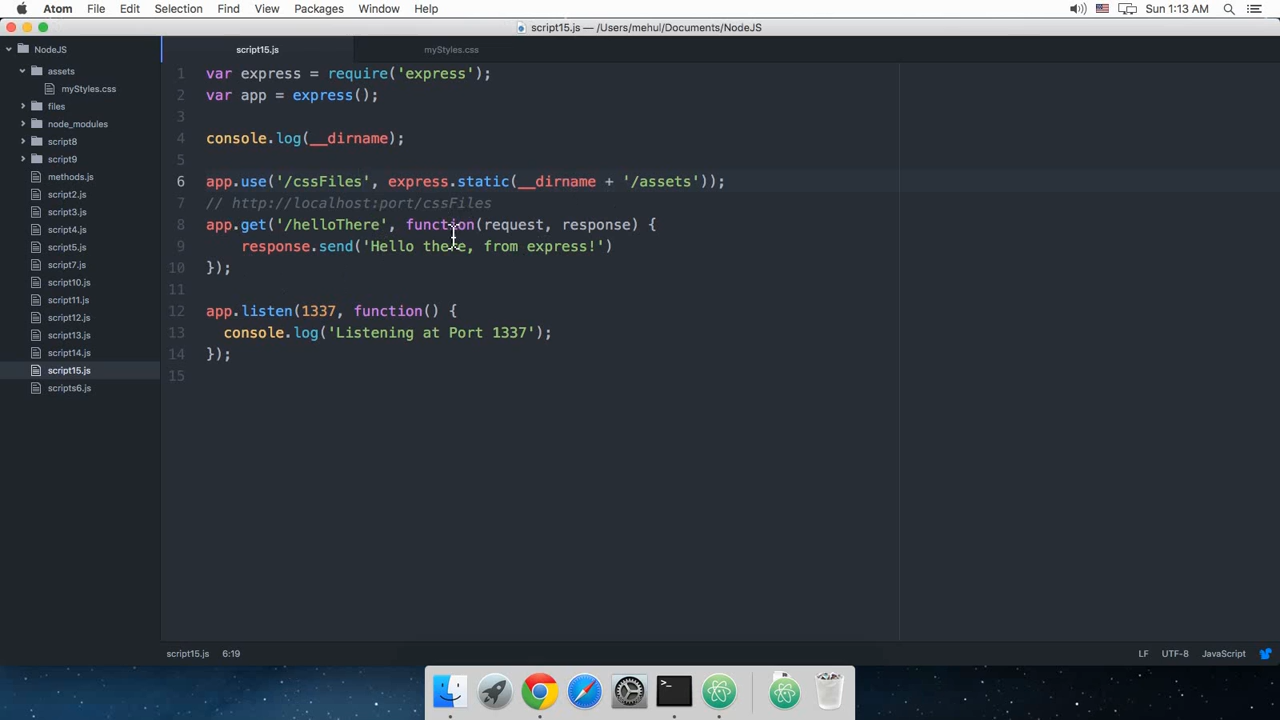 Atom File Edit Selection Find View Packages Window Help Sun 1:13 AM
script15.js — /Users/mehul/Documents/NodeJS
NodeJS
assets
myStyles.css
files
node_modules
script8
script9
methods.js
script2.js
script3.js
script4.js
script5.js
script7.js
script10.js
script11.js
script12.js
script13.js
script14.js
script15.js
scripts6.js
script15.js myStyles.css
1 var express = require('express');
2 var app = express();
3
4 console.log(__dirname);
5
6 app.use('/cssFiles', express.static(__dirname + '/assets'));
7 // http://localhost:port/cssFiles
8 app.get('/helloThere', function(request, response) {
9 response.send('Hello there, from express!')
10 });
11
12 app.listen(1337, function() {
13 console.log('Listening at Port 1337');
14 });
15
script15.js 6:19 LF UTF-8 JavaScript